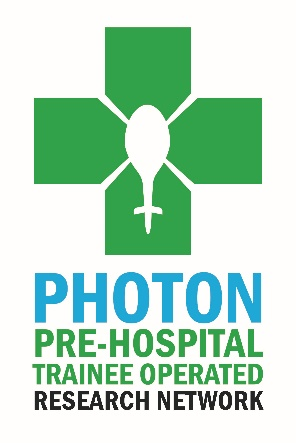 PHOTON
PRE-HOSPITAL
TRAINEE OPERATED
RESEARCH NETWORK